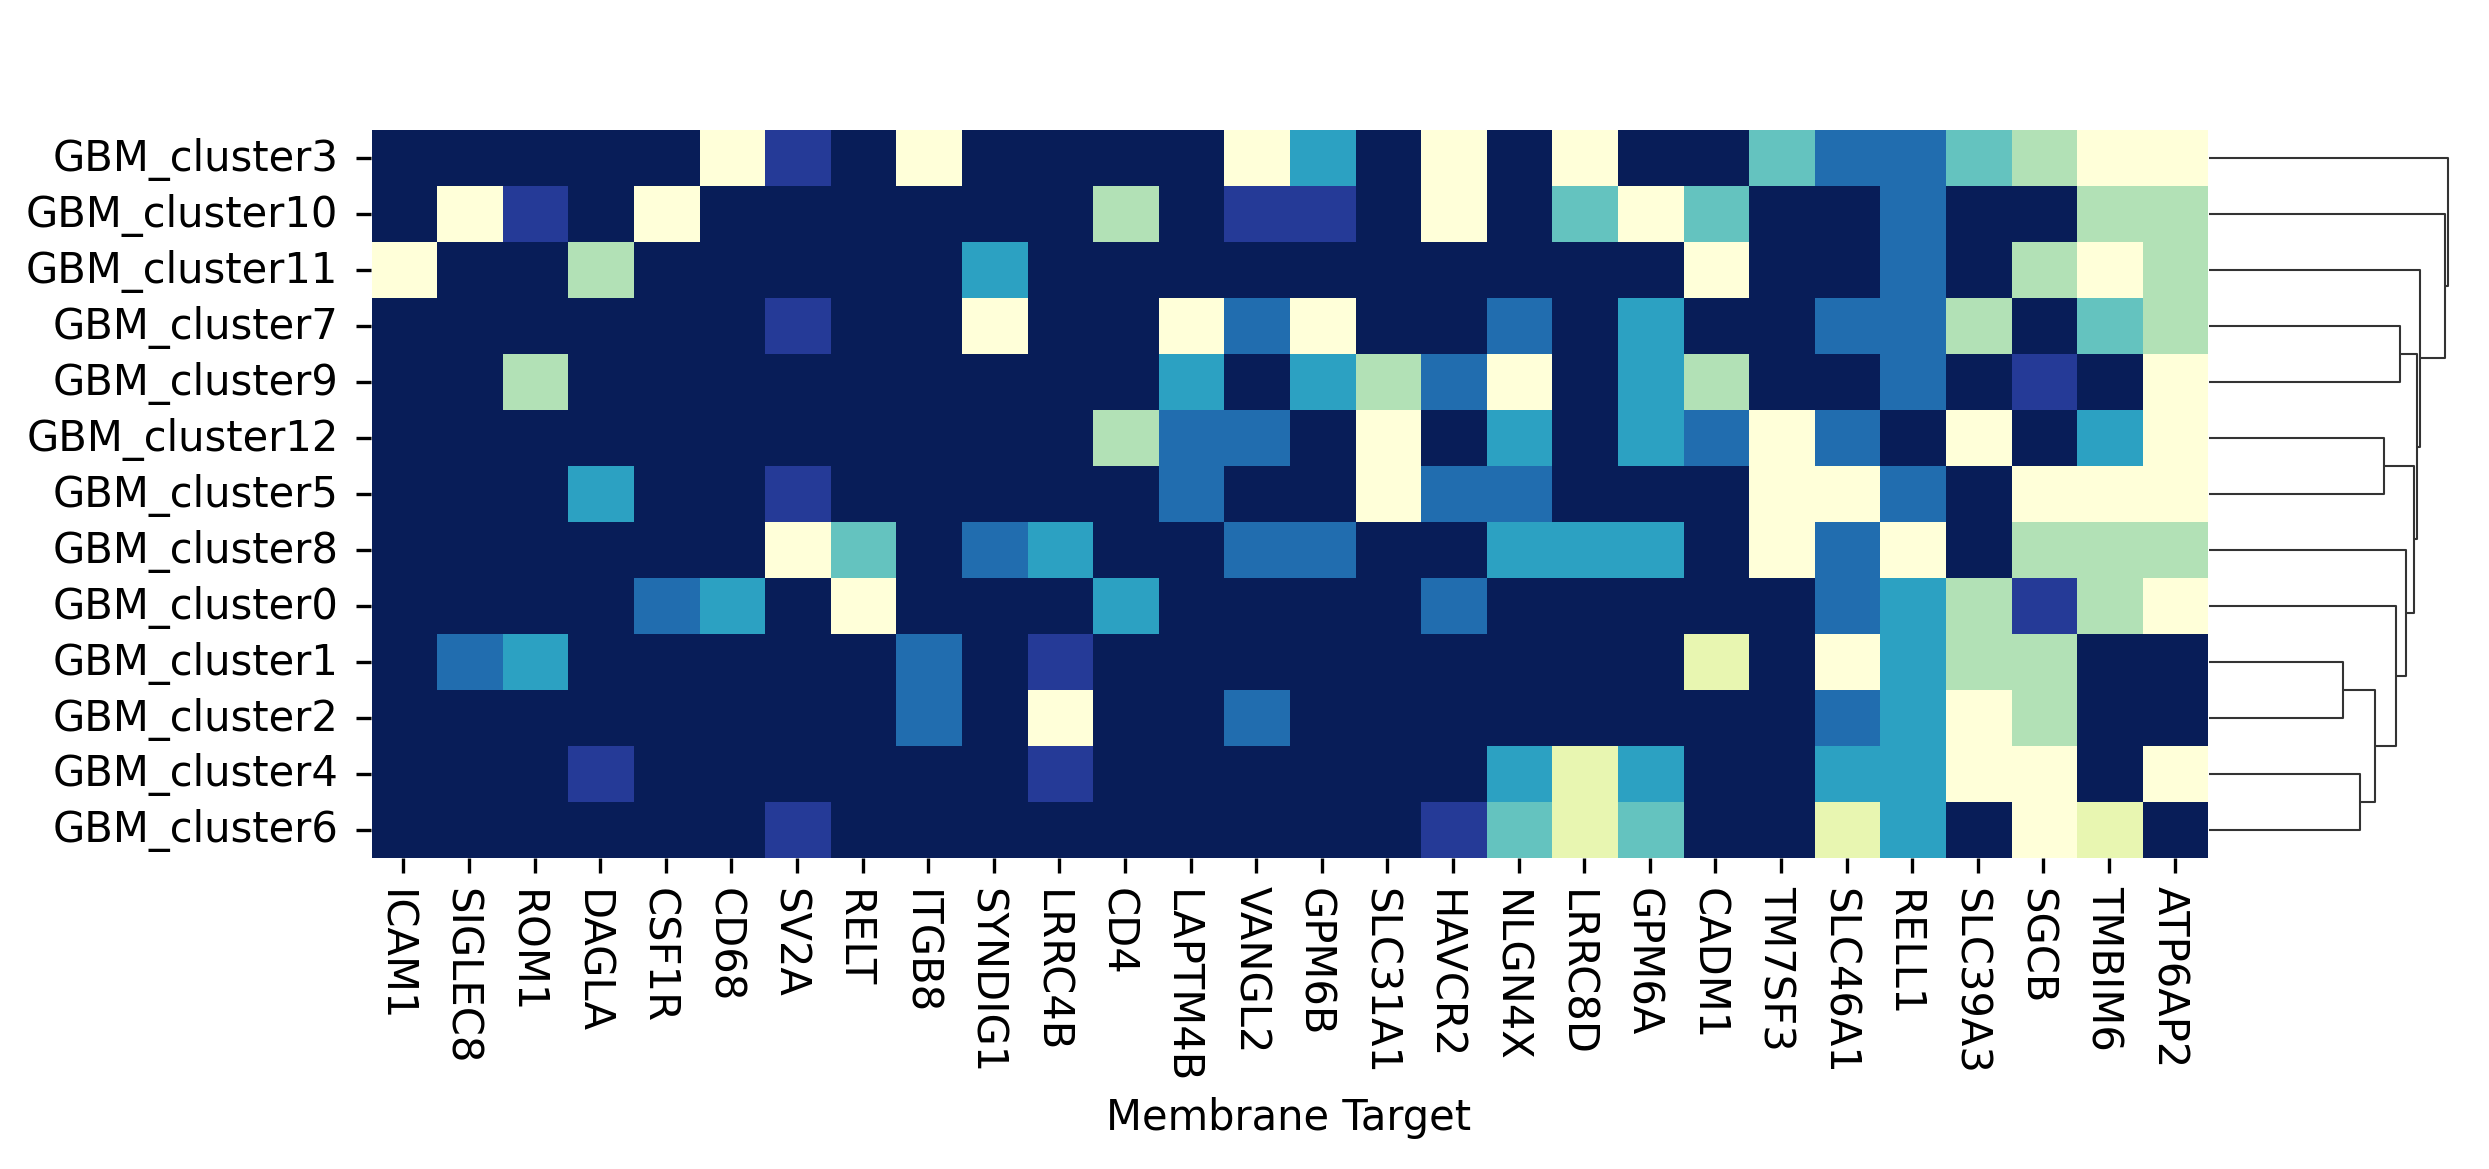 GBM_cluster3
GBM_cluster10
GBM_cluster11
GBM_cluster7
GBM_cluster9
GBM_cluster12
GBM_cluster5
GBM_cluster8
GBM_cluster0
GBM_cluster1
GBM_cluster2
GBM_cluster4
GBM_cluster6
ICAM1
SIGLEC8
ROM1
DAGLA
CSF1R
CD68
SV2A
RELT
ITGB8
SYNDIG1
LRRC4B
CD4
LAPTM4B
VANGL2
GPM6B
SLC31A1
HAVCR2
NLGN4X
LRRC8D
GPM6A
CADM1
TM7SF3
SLC46A1
RELL1
SLC39A3
SGCB
TMBIM6
ATP6AP2
Membrane Target